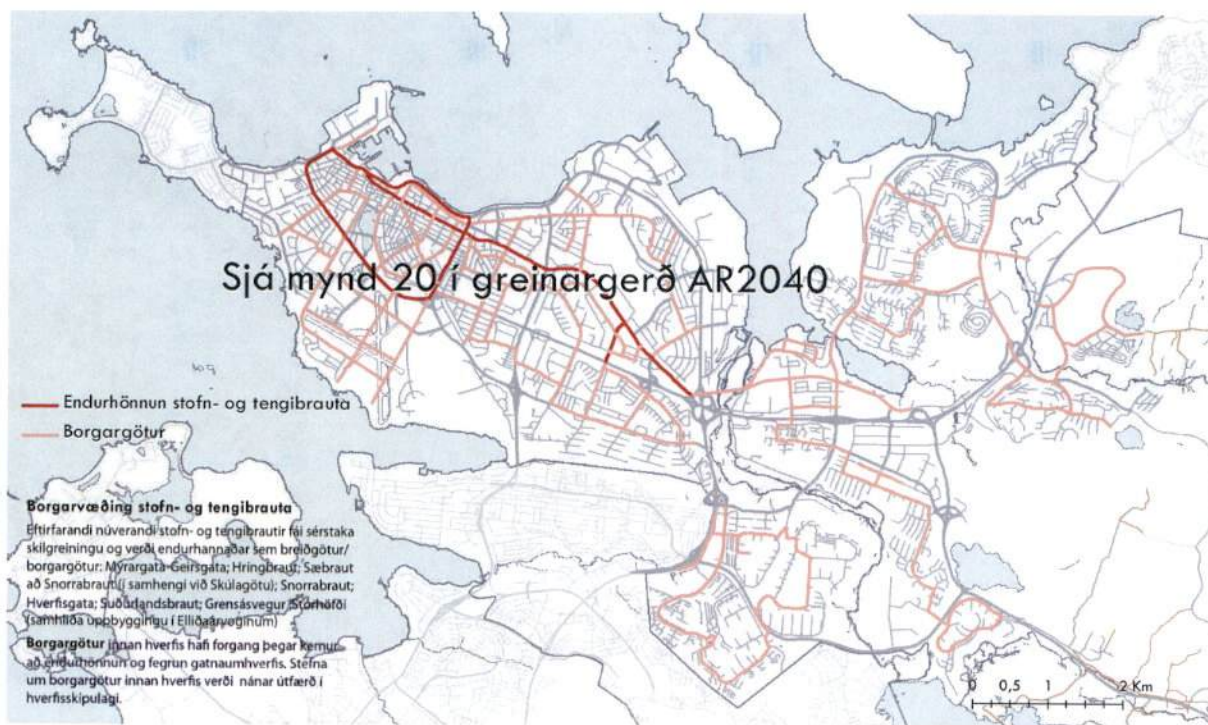 Sjá mynd 20 í greinargerð AR2040
Endurhönnun stofn- og tengibrauta
Borgargötur
Borgarvæðing stofn- og tengibrauta
Eftirfarandi núverandi stofn- og tengibrautir fái sérstaka
skilgreiningu og verði endurhannaðar sem breiðgötur/
borgargötur: Mýrargata-Geirsgata; Hringbraut; Sæbraut
að Snorrabraut (í samhengi við Skúlagötu); Snorrabraut;
Hverfisgata; Suðurlandsbraut; Grensásvegur; Stórhöfði
(samhliða uppbyggingu í Elliðaárvoginum)
Borgargötur innan hverfis hafi forgang þegar kemur
að endurhönnun og fegrun gatnaumhverfis. Stefna
um borgargötur innan hverfis verði nánar útfærð í
hverfisskipulagi.
0 0,5 1 2 Km